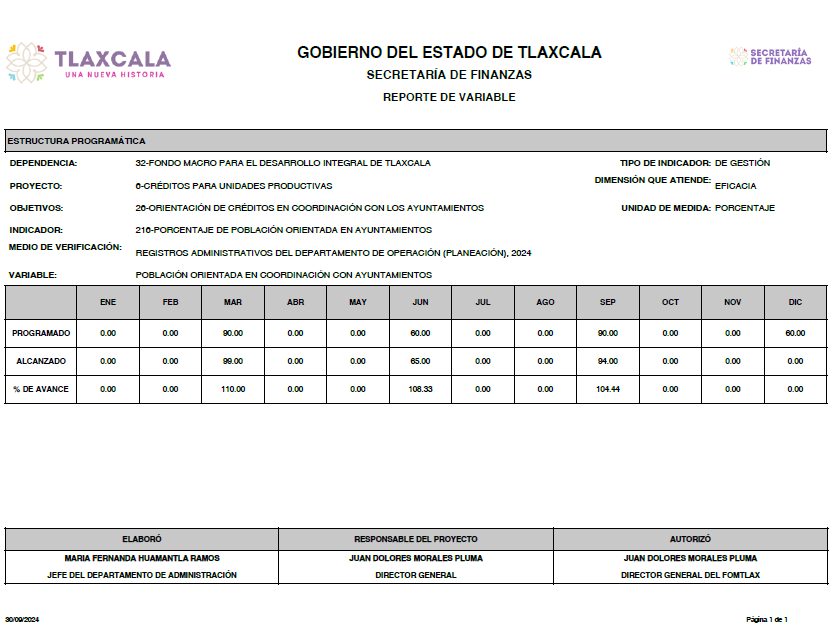 TLAXCALA
UNA NUEVA HISTORIA
GOBIERNO DEL ESTADO DE TLAXCALA
SECRETARÍA DE FINANZAS
REPORTE DE VARIABLE
SECRETARÍA
DE FINANZAS
ESTRUCTURA PROGRAMÁTICA
DEPENDENCIA: 32-FONDO MACRO PARA EL DESARROLLO INTEGRAL DE TLAXCALA TIPO DE INDICADOR: DE GESTIÓN
PROYECTO: 6-CRÉDITOS PARA UNIDADES PRODUCTIVAS DIMENSIÓN QUE ATIENDE: EFICACIA
OBJETIVOS: 26-ORIENTACIÓN DE CRÉDITOS EN COORDINACIÓN CON LOS AYUNTAMIENTOS UNIDAD DE MEDIDA: PORCENTAJE
INDICADOR: 216-PORCENTAJE DE POBLACIÓN ORIENTADA EN AYUNTAMIENTOS
MEDIO DE VERIFICACIÓN: REGISTROS ADMINISTRATIVOS DEL DEPARTAMENTO DE OPERACIÓN (PLANEACIÓN), 2024
VARIABLE: POBLACIÓN ORIENTADA EN COORDINACIÓN CON AYUNTAMIENTOS
ENE FEB MAR ABR MAY JUN JUL AGO SEP OCT NOV DIC
PROGRAMADO 0.00 0.00 90.00 0.00 0.00 60.00 0.00 0.00 90.00 0.00 0.00 60.00
ALCANZADO 0.00 0.00 99.00 0.00 0.00 65.00 0.00 0.00 94.00 0.00 0.00 0.00
% DE AVANCE 0.00 0.00 110.00 0.00 0.00 108.33 0.00 0.00 104.44 0.00 0.00 0.00
ELABORÓ RESPONSABLE DEL PROYECTO AUTORIZÓ
MARIA FERNANDA HUAMANTLA RAMOS JUAN DOLORES MORALES PLUMA JUAN DOLORES MORALES PLUMA
JEFE DEL DEPARTAMENTO DE ADMINISTRACIÓN DIRECTOR GENERAL DIRECTOR GENERAL DEL FOMTLAX
30/09/2024 Página 1 de 1